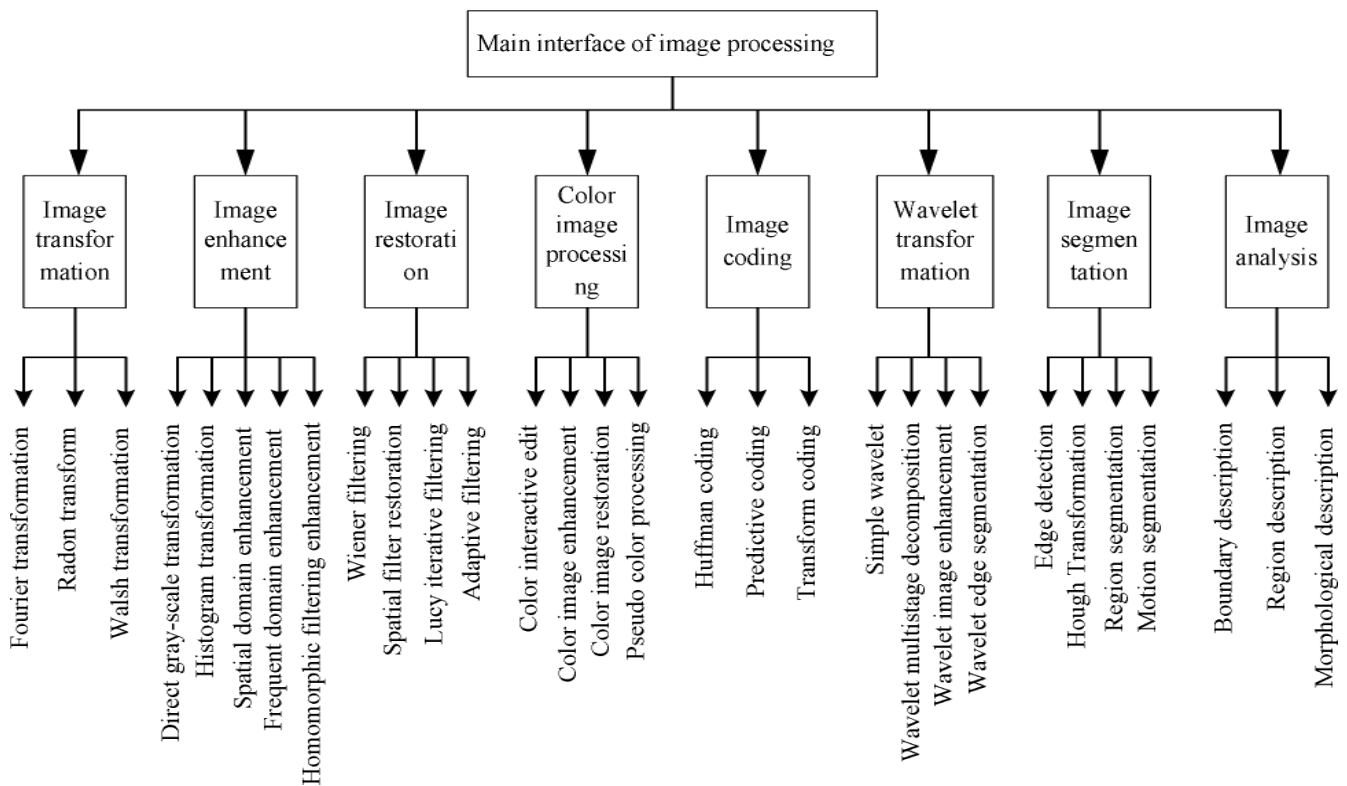 Main interface of image processing
Image
transfor
mation
Image
enhance
ment
Image
restorati
on
Color
image
processi
ng
Image
coding
Wavelet
transfor
mation
Image
segmen
tation
Image
analysis
Fourier transformation
Radon transform
Walsh transformation
Direct gray-scale transformation
Histogram transformation
Spatial domain enhancement
Frequent domain enhancement
Homomorphic filtering enhancement
Wiener filtering
Spatial filter restoration
Lucy iterative filtering
Adaptive filtering
Color interactive edit
Color image enhancement
Color image restoration
Pseudo color processing
Huffman coding
Predictive coding
Transform coding
Simple wavelet
Wavelet multistage decomposition
Wavelet image enhancement
Wavelet edge segmentation
Edge detection
Hough Transformation
Region segmentation
Motion segmentation
Boundary description
Region description
Morphological description